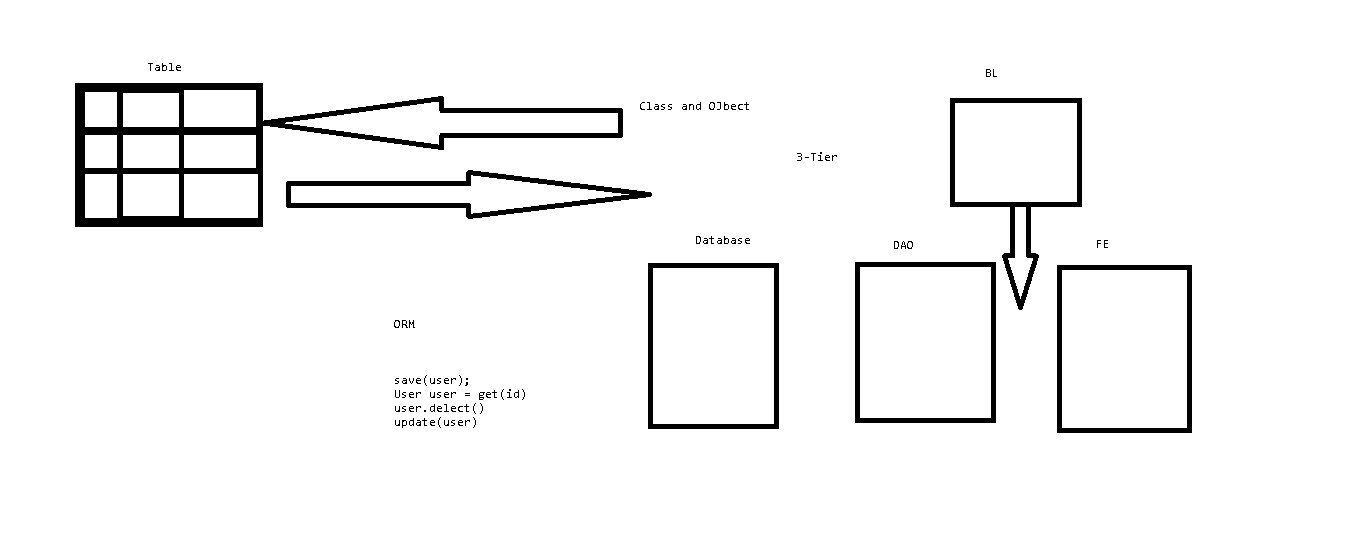 Table
BL
Class and OJbect
3-Tier
Database
DAO
FE
ORM
save(user);
User user = get(id)
user.delect()
update(user)